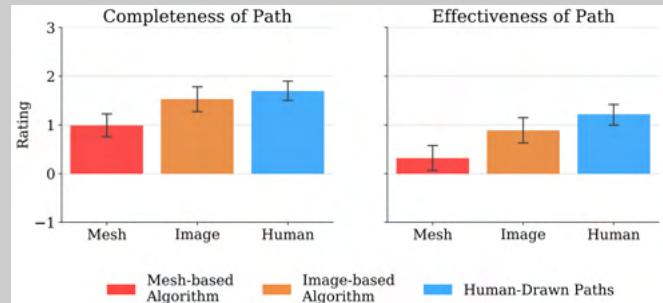 Completeness of Path
Effectiveness of Path
Rating
3
2
1
0
−1
Mesh Image Human
Mesh Image Human
Mesh-based
Algorithm
Image-based
Algorithm
Human-Drawn Paths